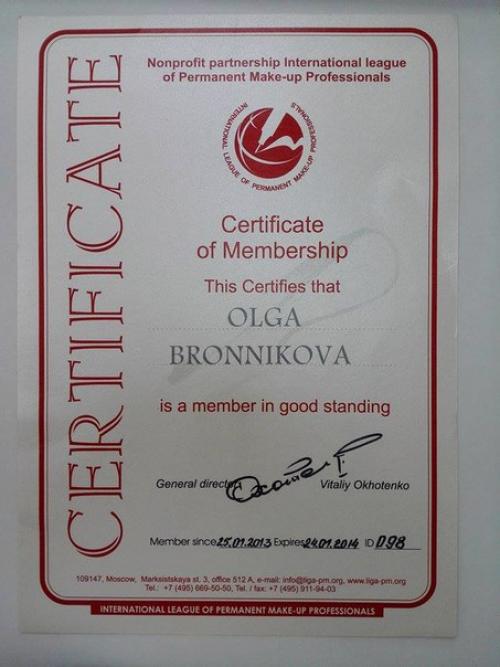 CERTIFICATE
Nonprofit partnership International league
of Permanent Make-up Professionals
INTERNATIONAL LEAGUE OF PERMANENT MAKE-UP PROFESSIONALS
Certificate
of Membership
This Certifies that
OLGA
BRONNIKOVA
is a member in good standing
General director Vitaliy Okhotenko
Member since 25.01.2013 Expires 24.01.2014 ID 098
109147, Moscow, Marksistskaya st. 3, office 512 A, e-mail: info@liga-pm.org, www.liga-pm.org
Tel.: +7 (495) 669-50-50, Tel. / fax: +7 (495) 911-94-03
INTERNATIONAL LEAGUE OF PERMANENT MAKE-UP PROFESSIONALS